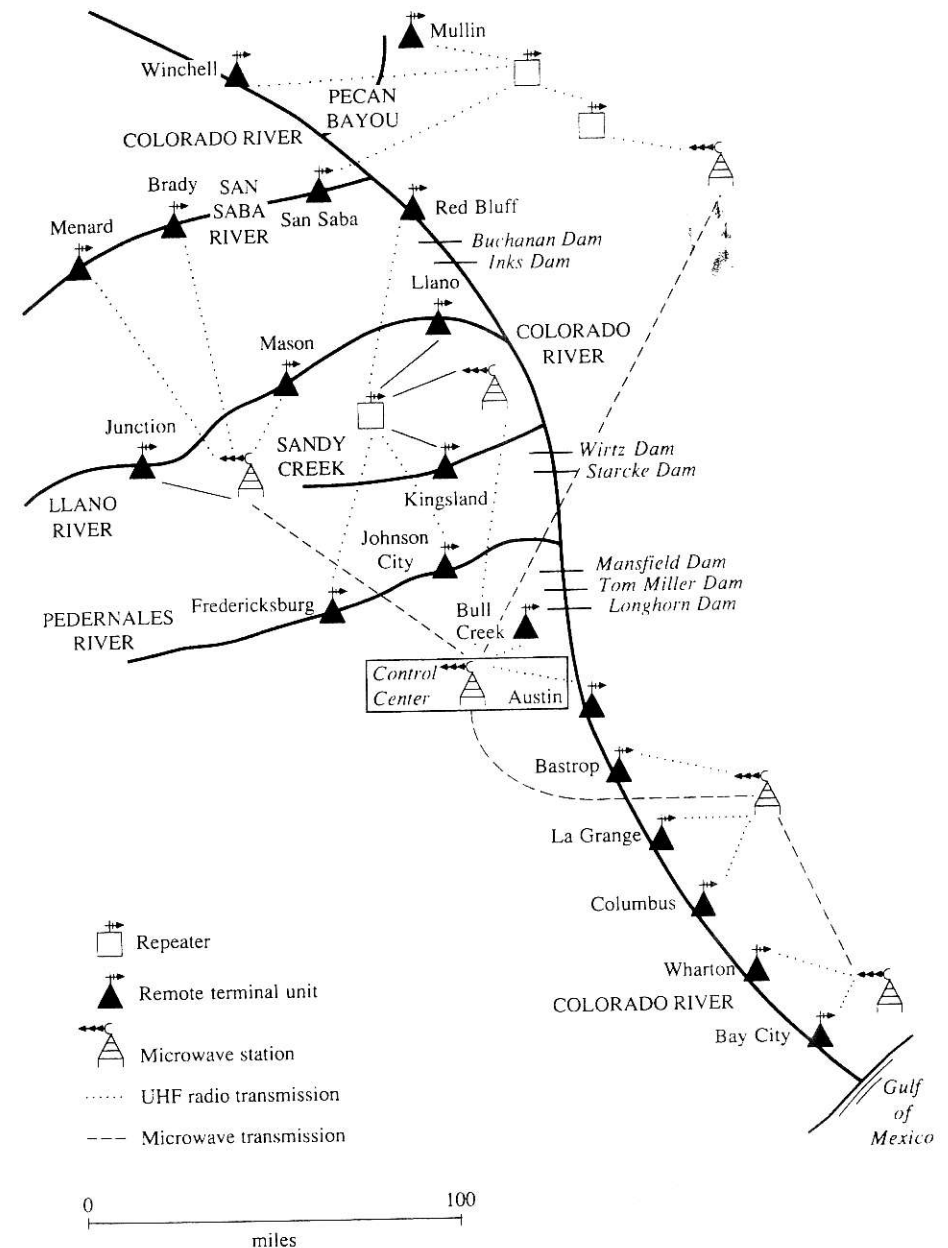 Mullin
Winchell
PECAN
BAYOU
COLORADO RIVER
Brady
SAN
SABA
RIVER
San Saba
Red Bluff
Menard
Buchanan Dam
Inks Dam
Llano
COLORADO
RIVER
Mason
Junction
SANDY
CREEK
Wirtz Dam
Starcke Dam
Kingsland
LLANO
RIVER
Johnson
City
Mansfield Dam
Tom Miller Dam
Longhorn Dam
Fredericksburg
Bull
Creek
PEDERNALES
RIVER
Control
Center
Austin
Bastrop
La Grange
Columbus
Wharton
COLORADO RIVER
Bay City
Gulf
of
Mexico
Repeater
Remote terminal unit
Microwave station
UHF radio transmission
Microwave transmission
0 100
miles